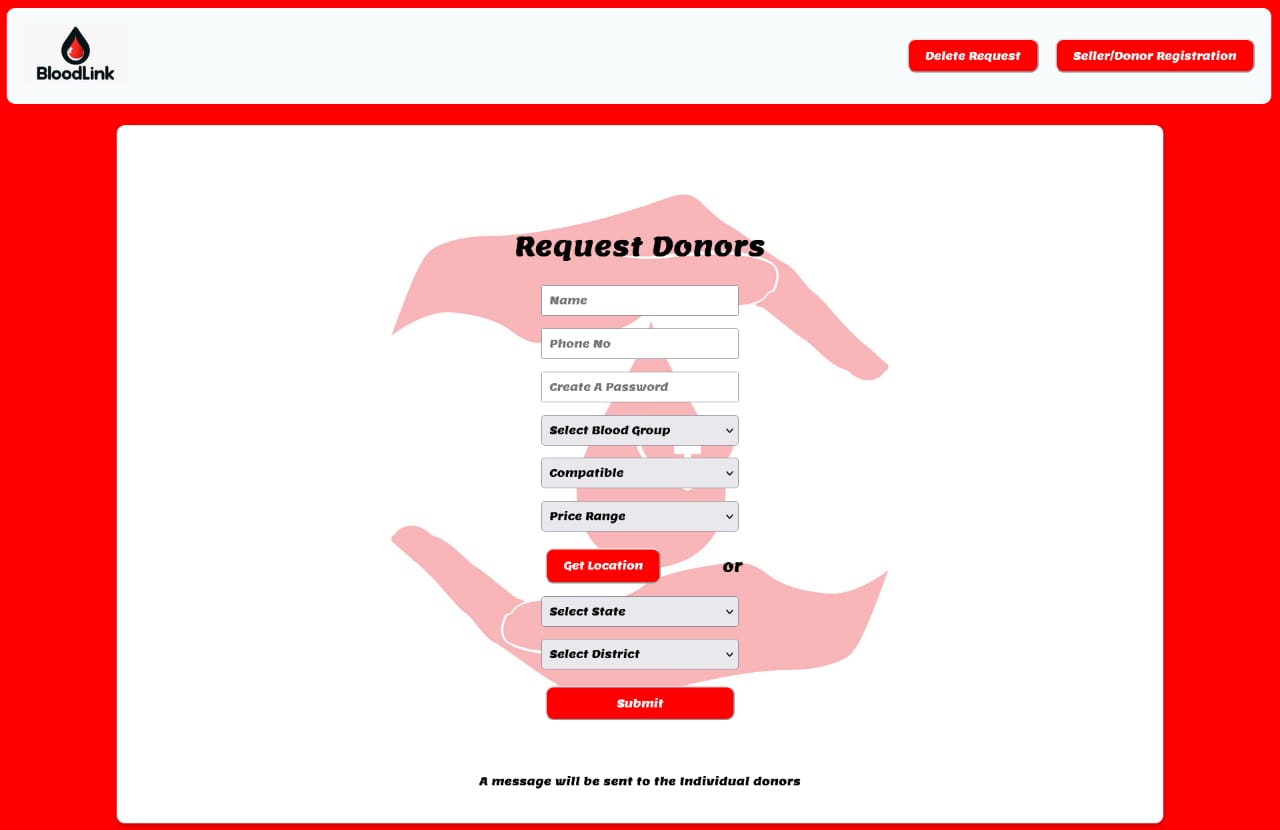 BloodLink
Delete Request
Seller/Donor Registration
Request Donors
Name
Phone No
Create A Password
Select Blood Group
Compatible
Price Range
Get Location
or
Select State
Select District
Submit
A message will be sent to the Individual donors